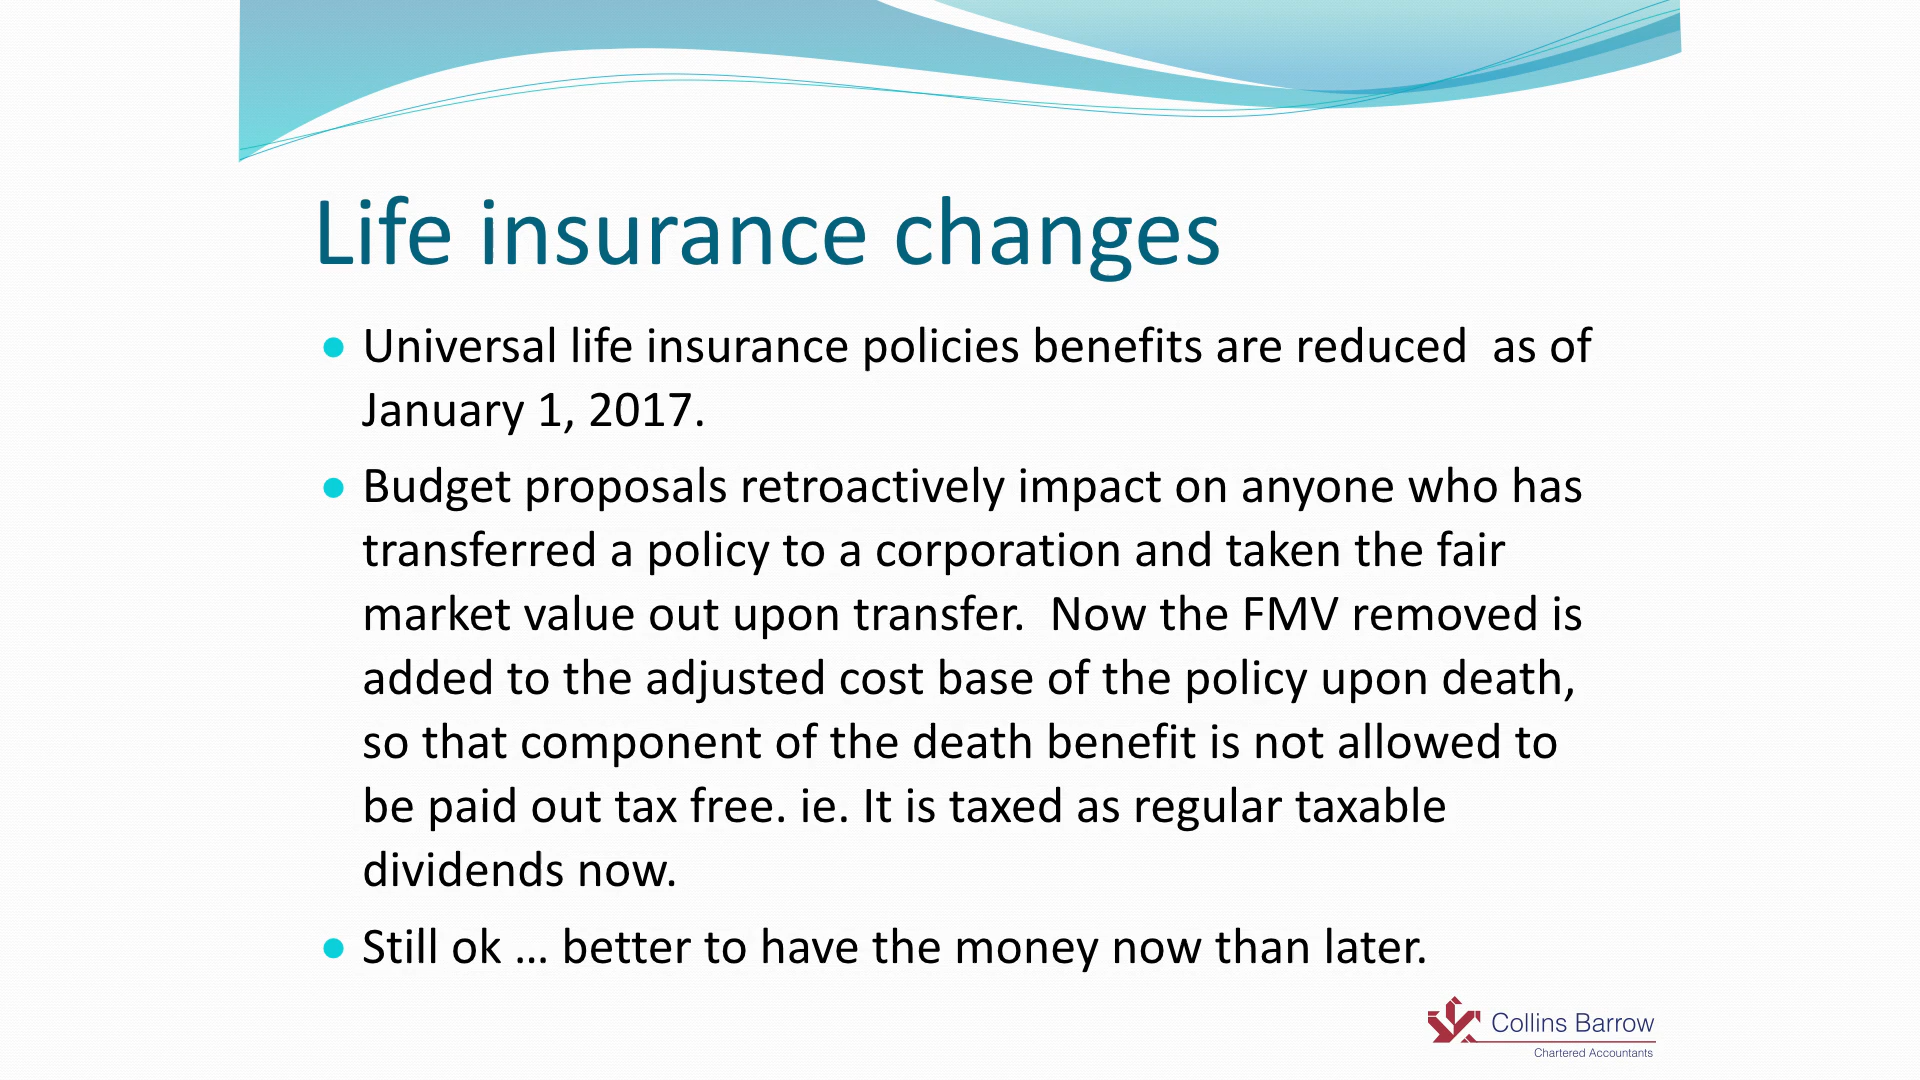 Life insurance changes
• Universal life insurance policies benefits are reduced  as of
January 1, 2017.
• Budget proposals retroactively impact on anyone who has
transferred a policy to a corporation and taken the fair
market value out upon transfer.  Now the FMV removed is
added to the adjusted cost base of the policy upon death,
so that component of the death benefit is not allowed to
be paid out tax free. ie. It is taxed as regular taxable
dividends now.
• Still ok … better to have the money now than later.
Collins Barrow
Chartered Accountants